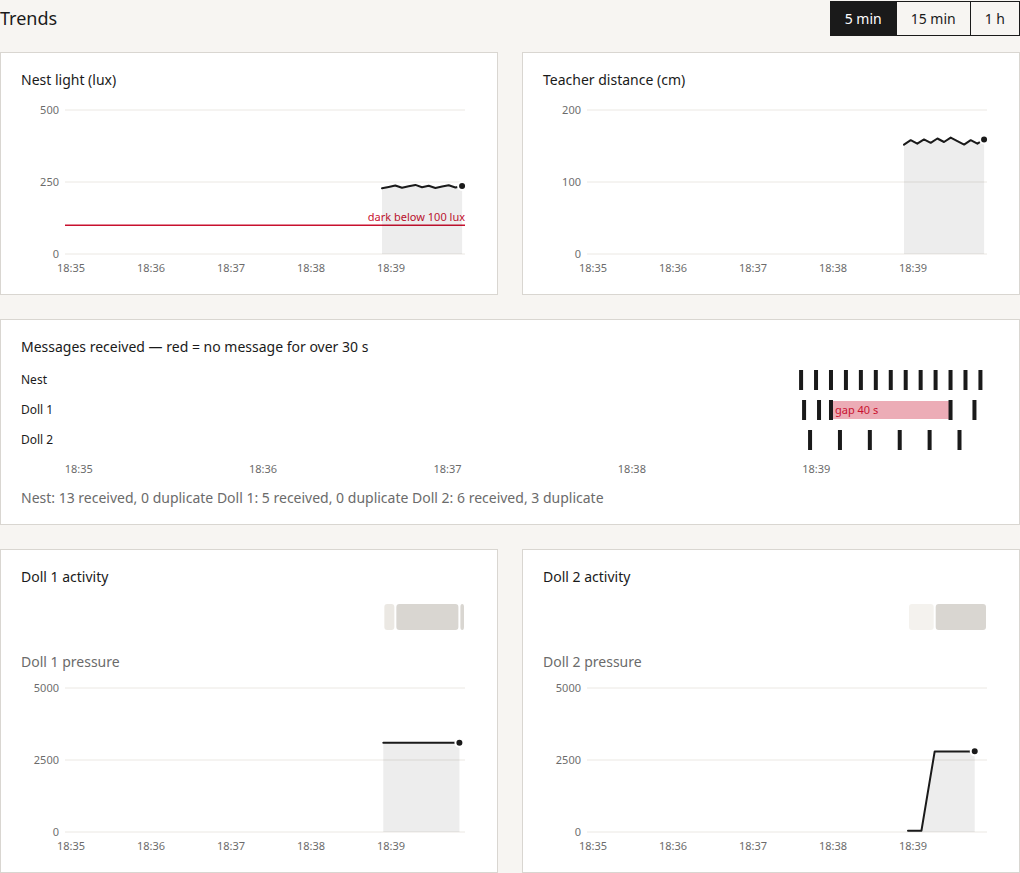 Trends
5 min 15 min 1 h
Nest light (lux)
500
250
dark below 100 lux
0
18:35 18:36 18:37 18:38 18:39
Teacher distance (cm)
200
100
0
18:35 18:36 18:37 18:38 18:39
Messages received — red = no message for over 30 s
Nest
Doll 1
gap 40 s
Doll 2
18:35 18:36 18:37 18:38 18:39
Nest: 13 received, 0 duplicate Doll 1: 5 received, 0 duplicate Doll 2: 6 received, 3 duplicate
Doll 1 activity
Doll 1 pressure
5000
2500
0
18:35 18:36 18:37 18:38 18:39
Doll 2 activity
Doll 2 pressure
5000
2500
0
18:35 18:36 18:37 18:38 18:39